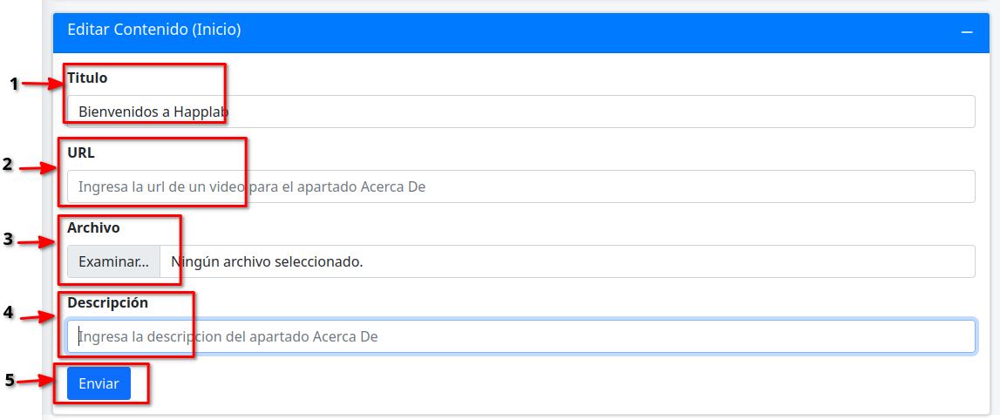 Editar Contenido (Inicio)
1
Titulo
Bienvenidos a Happlab
2
URL
Ingresa la url de un video para el apartado Acerca De
3
Archivo
Examinar... Ningún archivo seleccionado.
4
Descripción
Ingresa la descripcion del apartado Acerca De
5
Enviar